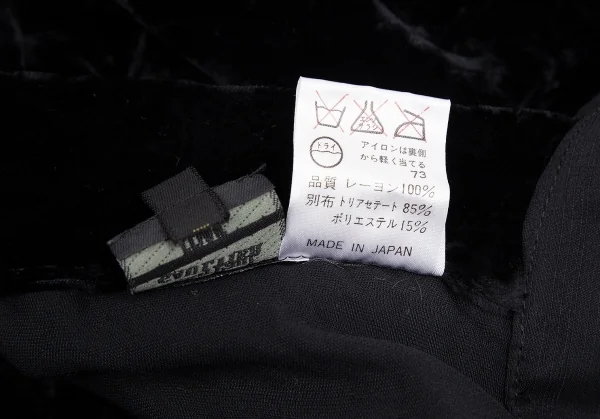 ドライ
アイロンは裏側
から軽く当てる
73
品質 レーヨン100%
別布 トリアセテート 85%
ポリエステル 15%
MADE IN JAPAN